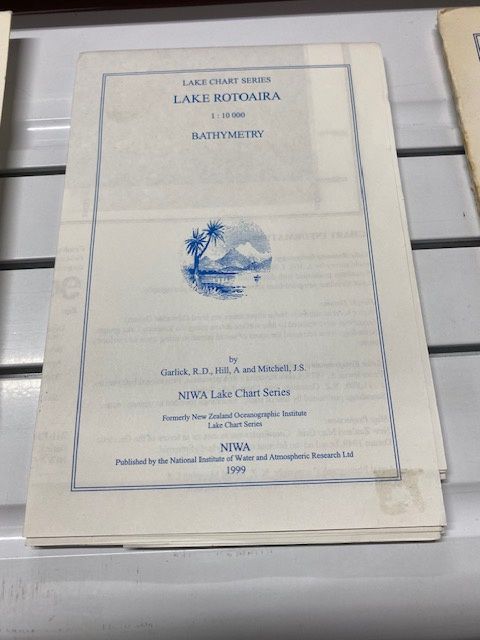 LAKE CHART SERIES
LAKE ROTOAIRA
1 : 10 000
BATHYMETRY
by
Garlick, R.D., Hill, A and Mitchell, J.S.
NIWA Lake Chart Series
Formerly New Zealand Oceanographic Institute
Lake Chart Series
NIWA
Published by the National Institute of Water and Atmospheric Research Ltd
1999